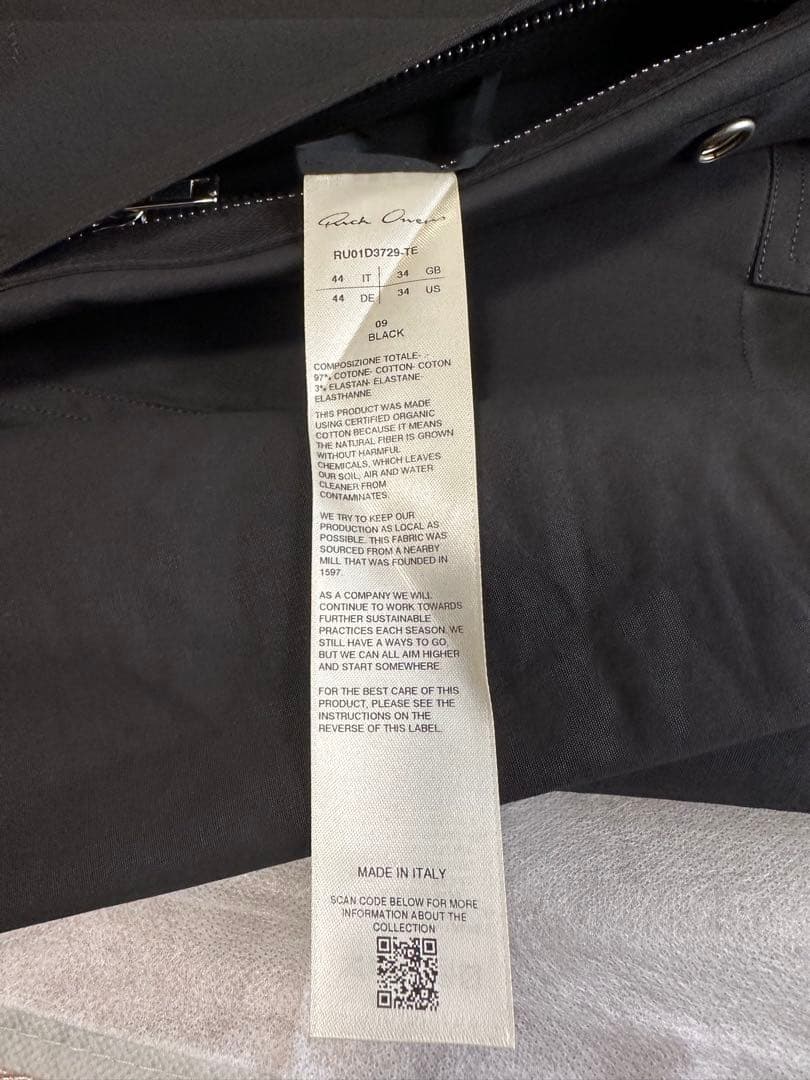 Rick Owens
RU01D3729-TE
44 IT 34 GB
44 DE 34 US
09
BLACK
COMPOSIZIONE TOTALE- .-
97% COTONE- COTTON- COTON
3% ELASTAN- ELASTANE-
ELASTHANNE
THIS PRODUCT WAS MADE
USING CERTIFIED ORGANIC
COTTON BECAUSE IT MEANS
THE NATURAL FIBER IS GROWN
WITHOUT HARMFUL
CHEMICALS, WHICH LEAVES
OUR SOIL, AIR AND WATER
CLEANER FROM
CONTAMINATES.
WE TRY TO KEEP OUR
PRODUCTION AS LOCAL AS
POSSIBLE. THIS FABRIC WAS
SOURCED FROM A NEARBY
MILL THAT WAS FOUNDED IN
1597.
AS A COMPANY WE WILL
CONTINUE TO WORK TOWARDS
FURTHER SUSTAINABLE
PRACTICES EACH SEASON. WE
STILL HAVE A WAYS TO GO,
BUT WE CAN ALL AIM HIGHER
AND START SOMEWHERE.
FOR THE BEST CARE OF THIS
PRODUCT, PLEASE SEE THE
INSTRUCTIONS ON THE
REVERSE OF THIS LABEL.
MADE IN ITALY
SCAN CODE BELOW FOR MORE
INFORMATION ABOUT THE
COLLECTION